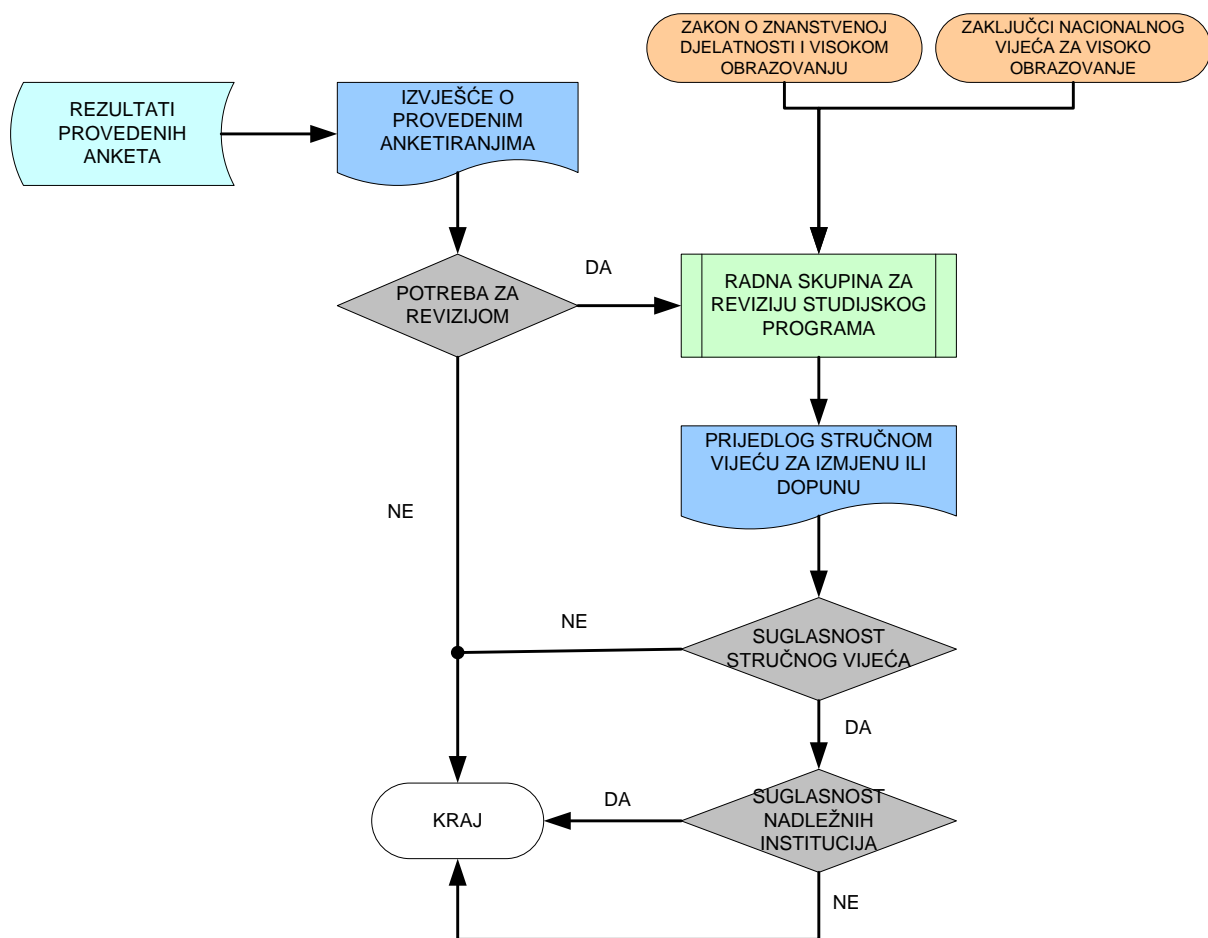 ZAKON O ZNANSTVENOJ
DJELATNOSTI I VISOKOM
OBRAZOVANJU
ZAKLJUČCI NACIONALNOG
VIJEĆA ZA VISOKO
OBRAZOVANJE
REZULTATI
PROVEDENIH
ANKETA
IZVJEŠĆE O
PROVEDENIM
ANKETIRANJIMA
POTREBA ZA
REVIZIJOM
DA
RADNA SKUPINA ZA
REVIZIJU STUDIJSKOG
PROGRAMA
PRIJEDLOG STRUČNOM
VIJEĆU ZA IZMJENU ILI
DOPUNU
NE
NE
SUGLASNOST
STRUČNOG VIJEĆA
DA
KRAJ
DA
SUGLASNOST
NADLEŽNIH
INSTITUCIJA
NE